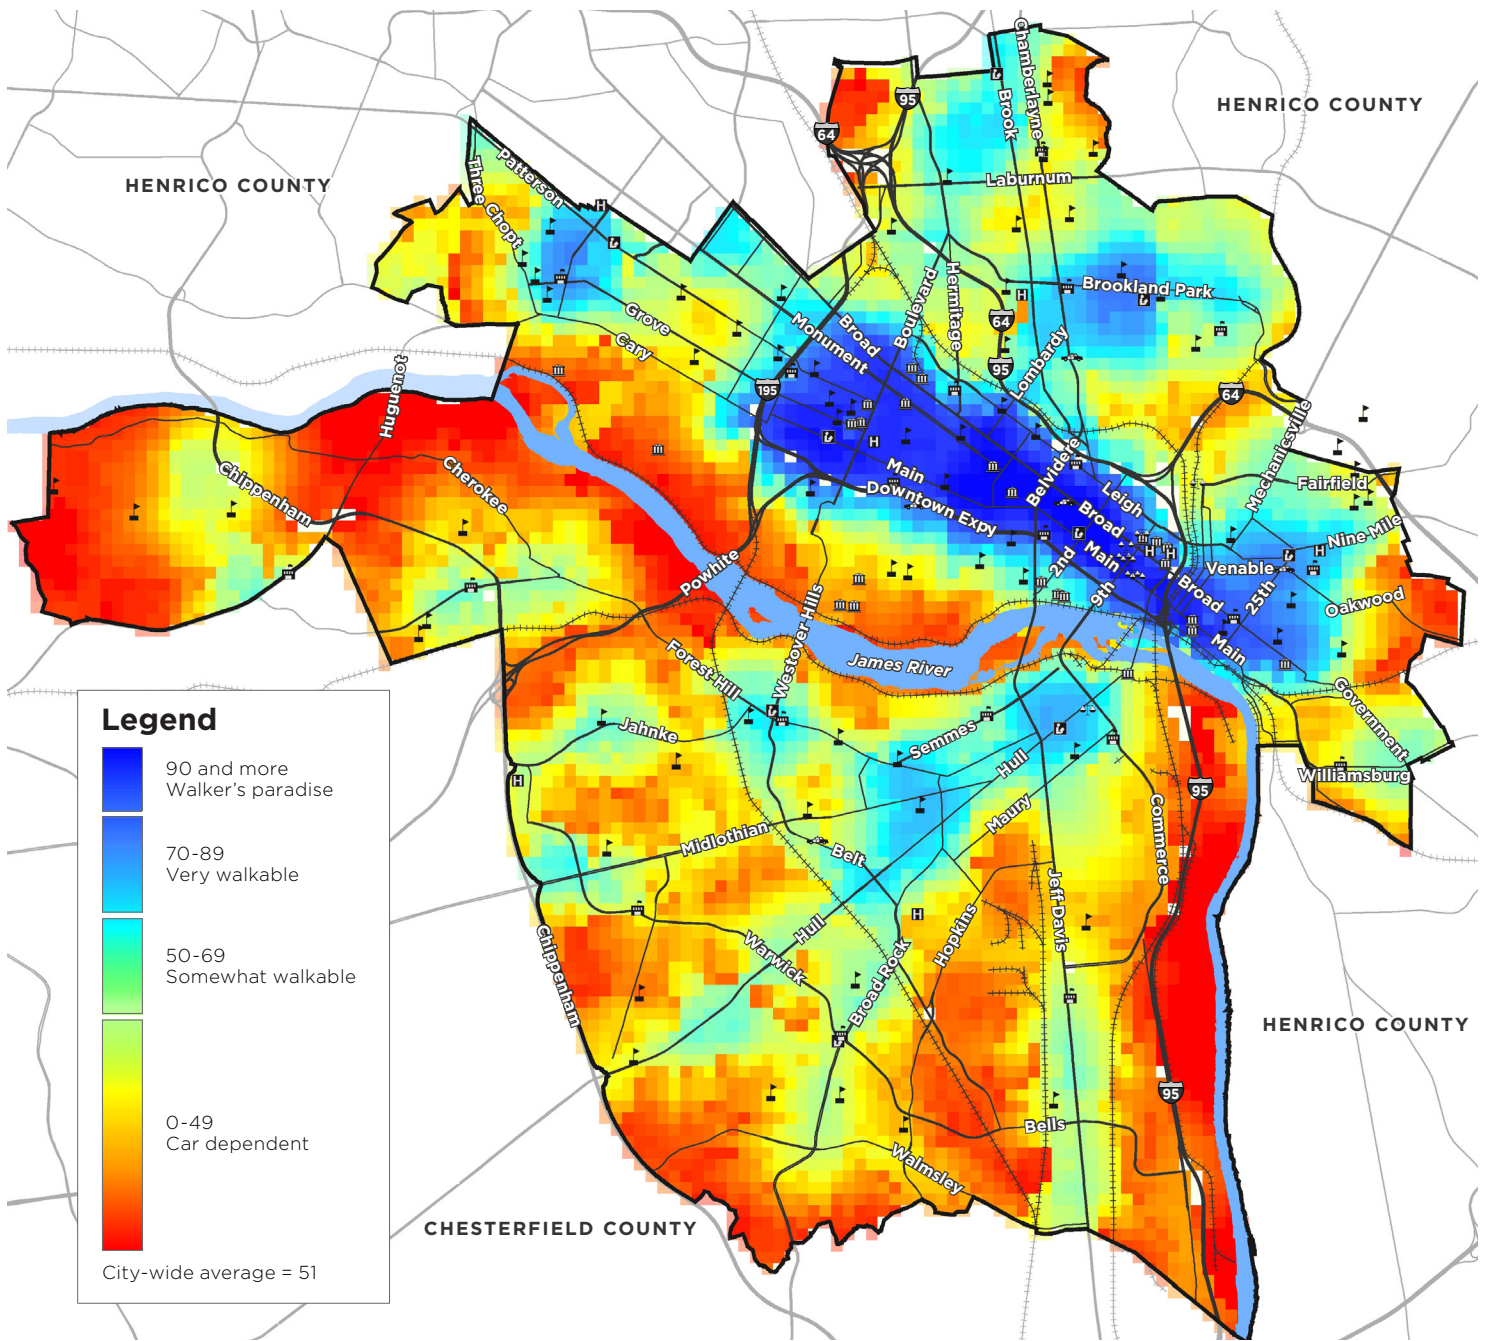 Chamberlayne
Brook
95
64
HENRICO COUNTY
HENRICO COUNTY
Patterson
Three Chopt
Laburnum
H
Grove
Cary
Monument
Broad
Boulevard
Hermitage
H
64
95
Lombardy
Brookland Park
Huguenot
195
64
Mechanicsville
Chippenham
Cherokee
H
Main
Downtown Expy
Belvidere
Leigh
Broad
Main
Fairfield
Nine Mile
H
H
H
Venable
2nd
9th
Broad
25th
Oakwood
Main
Powhite
Westover Hills
Forest Hill
James River
Government
Williamsburg
Jahnke
Semmes
Hull
H
95
Maury
Commerce
Midlothian
Belt
Jeff Davis
Chippenham
Hull
Warwick
H
Broad Rock
Hopkins
HENRICO COUNTY
95
Bells
Walmsley
CHESTERFIELD COUNTY
Legend
90 and more
Walker's paradise
70-89
Very walkable
50-69
Somewhat walkable
0-49
Car dependent
City-wide average = 51